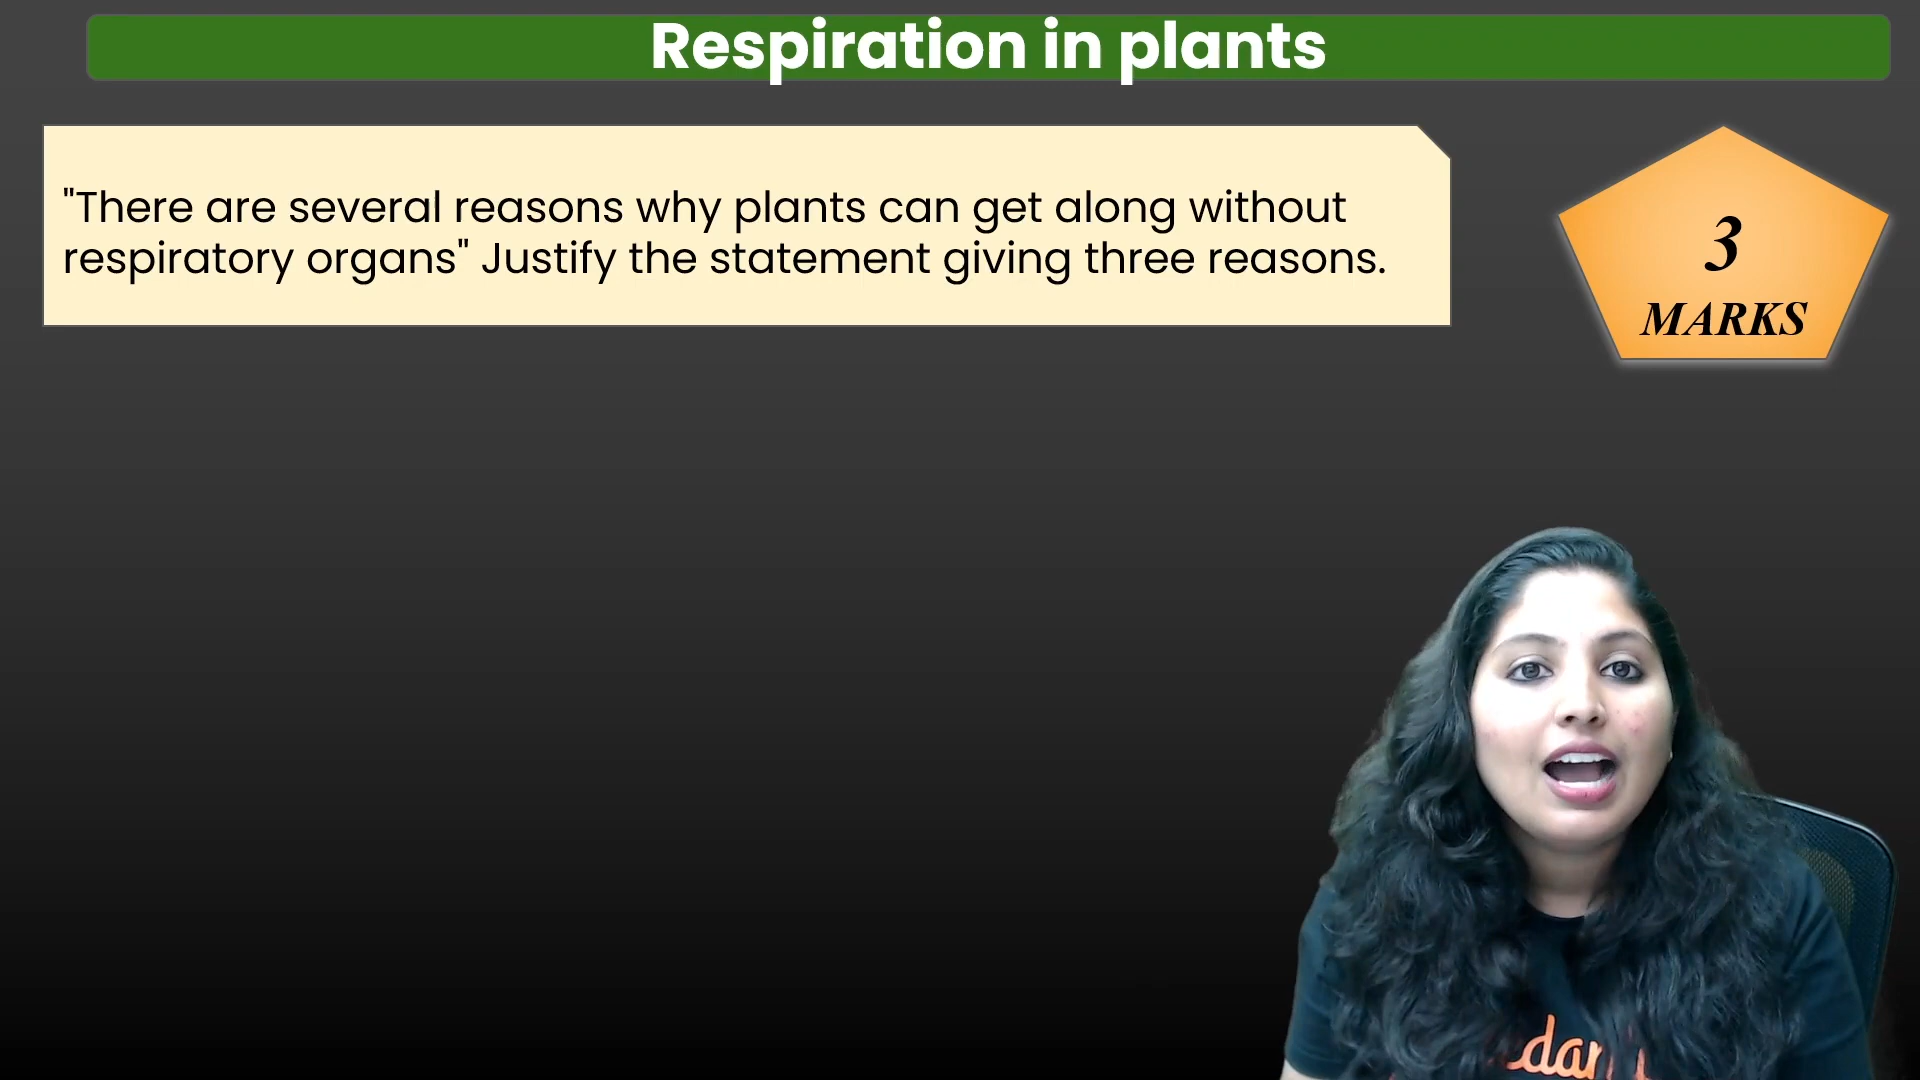 Respiration in plants
"There are several reasons why plants can get along without
respiratory organs" Justify the statement giving three reasons.
3
MARKS